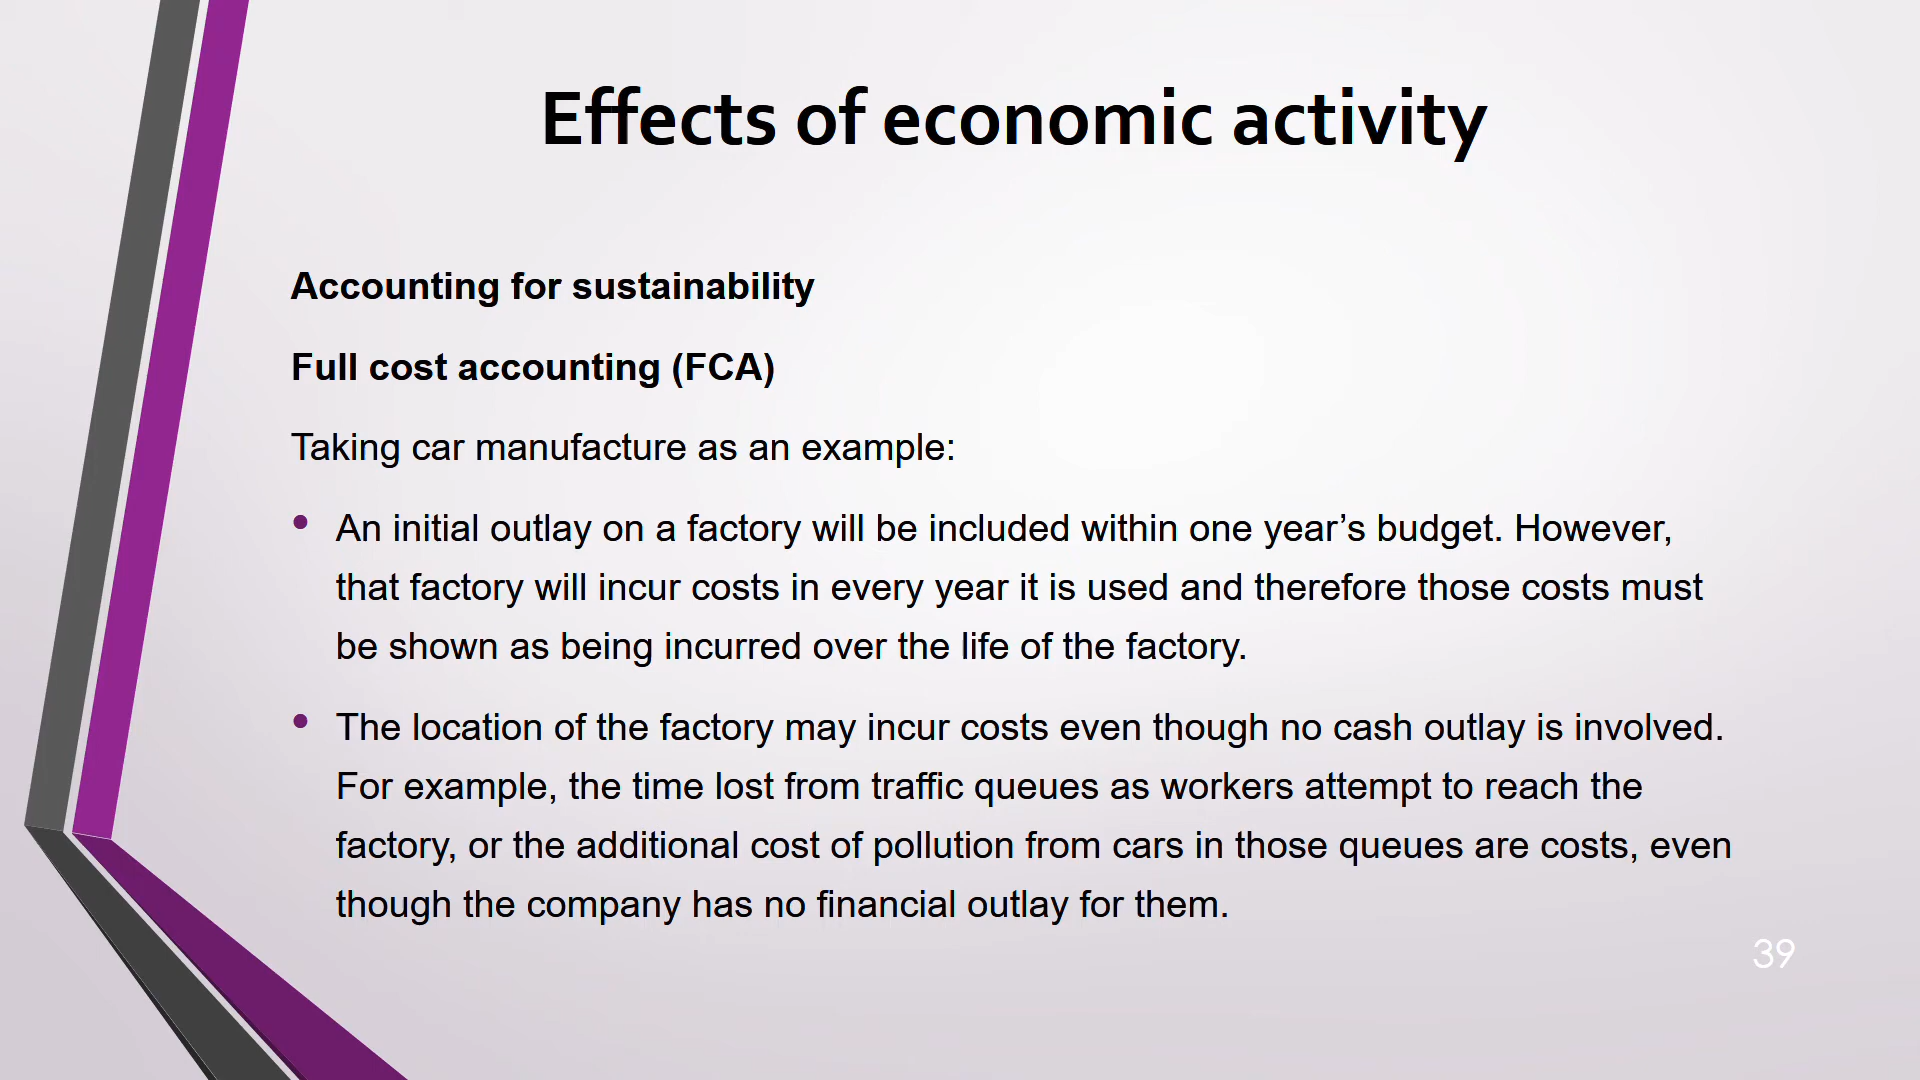 Effects of economic activity
Accounting for sustainability
Full cost accounting (FCA)
Taking car manufacture as an example:
• An initial outlay on a factory will be included within one year’s budget. However,
that factory will incur costs in every year it is used and therefore those costs must
be shown as being incurred over the life of the factory.
• The location of the factory may incur costs even though no cash outlay is involved.
For example, the time lost from traffic queues as workers attempt to reach the
factory, or the additional cost of pollution from cars in those queues are costs, even
though the company has no financial outlay for them.
39